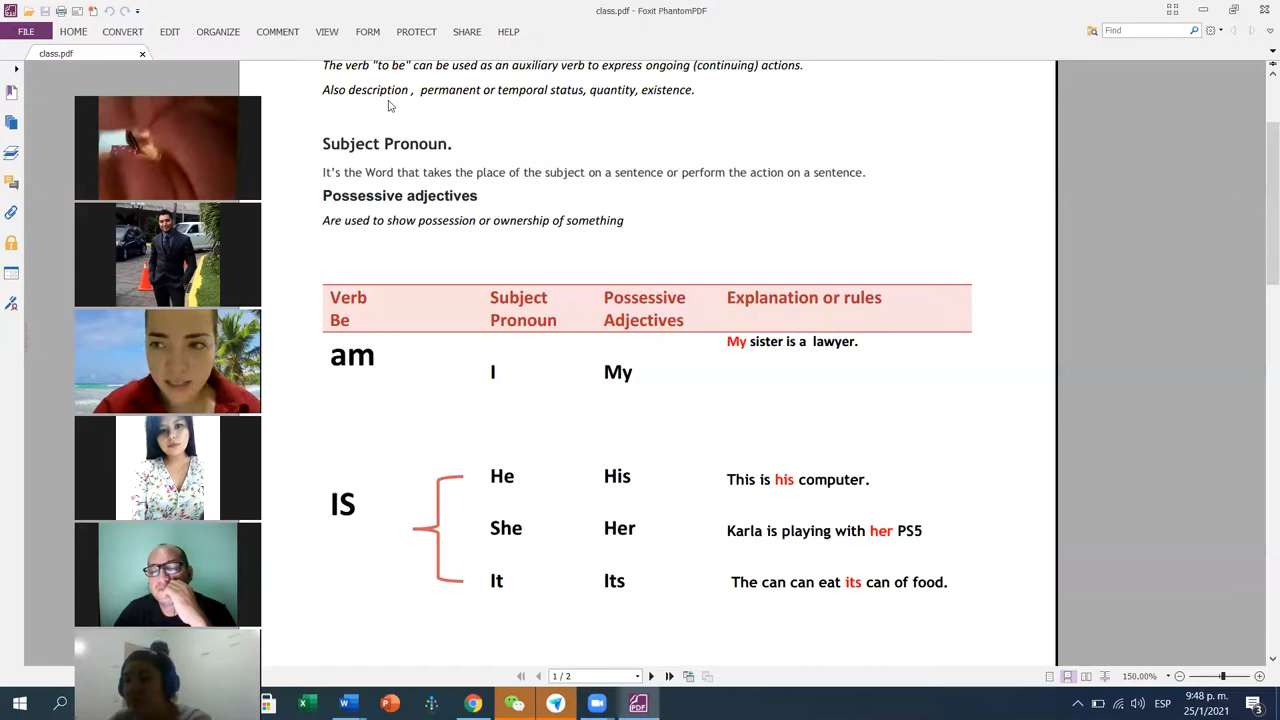 class.pdf - Foxit PhantomPDF
FILE HOME CONVERT EDIT ORGANIZE COMMENT VIEW FORM PROTECT SHARE HELP Find
class.pdf
The verb "to be" can be used as an auxiliary verb to express ongoing (continuing) actions.
Also description , permanent or temporal status, quantity, existence.
Subject Pronoun.
It's the Word that takes the place of the subject on a sentence or perform the action on a sentence.
Possessive adjectives
Are used to show possession or ownership of something
Verb Be Subject Pronoun Possessive Adjectives Explanation or rules
My sister is a lawyer.
am I My
He His This is his computer.
IS She Her Karla is playing with her PS5
It Its The can can eat its can of food.
1 / 2 150.00%
9:48 p. m.
ESP
25/1/2021
3